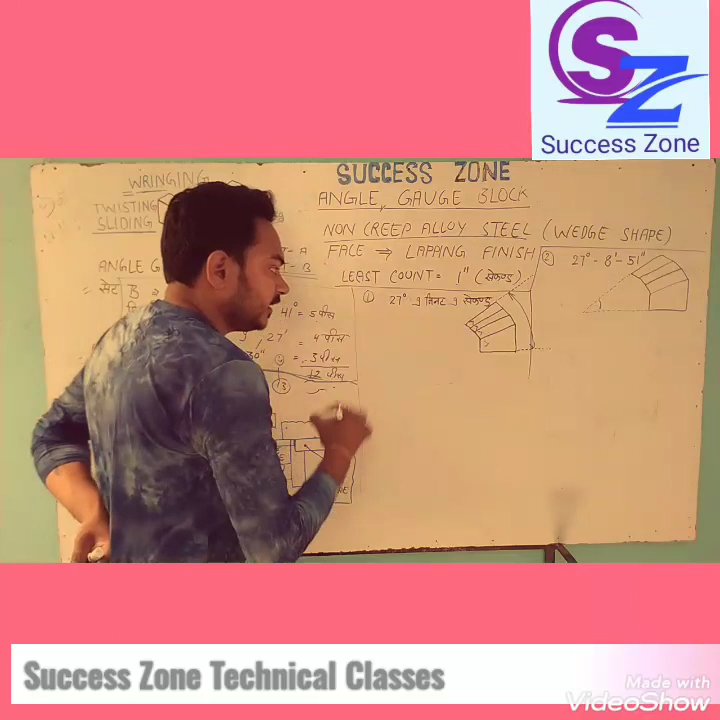 SZ
Success Zone
SUCCESS ZONE
WRINGING
TWISTING
SLIDING
ANGLE GAUGE BLOCK
NON CREEP ALLOY STEEL (WEDGE SHAPE)
FACE → LAPPING FINISH
LEAST COUNT = 1" (सेकण्ड)
ANGLE G
= सेट B
41° = 5 पीस
27' = 4 पीस
30" = 3 पीस
12 पीस
13
① 27° 9 मिनट 9 सेकण्ड
② 27° - 8' - 51"
Success Zone Technical Classes
Made with
VideoShow